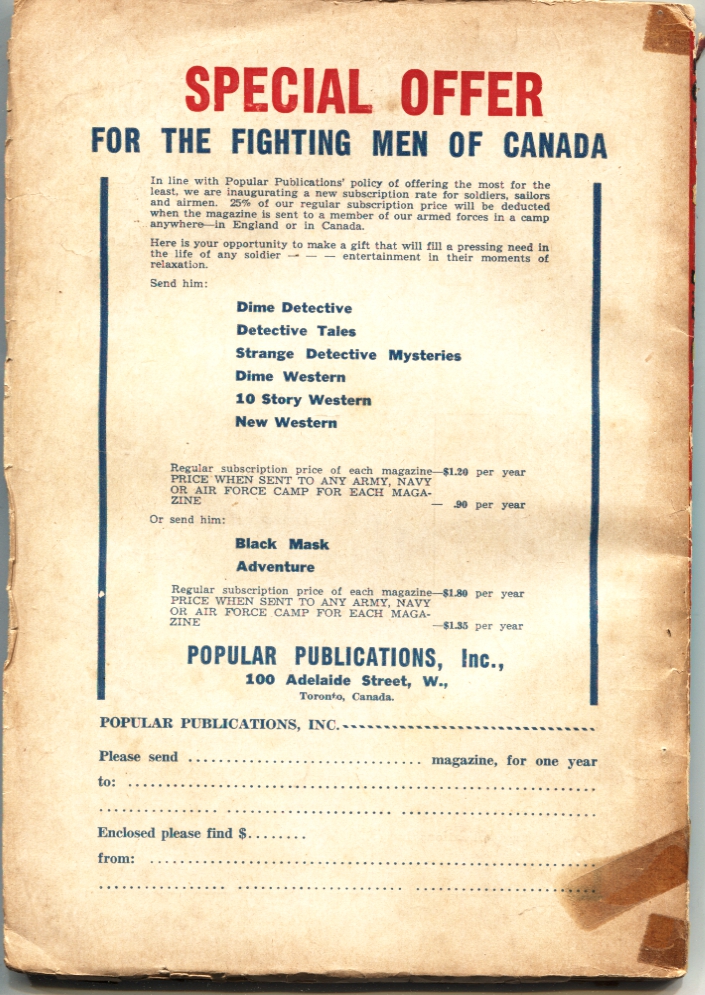 SPECIAL OFFER
FOR THE FIGHTING MEN OF CANADA
In line with Popular Publications' policy of offering the most for the
least, we are inaugurating a new subscription rate for soldiers, sailors
and airmen. 25% of our regular subscription price will be deducted
when the magazine is sent to a member of our armed forces in a camp
anywhere—in England or in Canada.
Here is your opportunity to make a gift that will fill a pressing need in
the life of any soldier — — — entertainment in their moments of
relaxation.
Send him:
Dime Detective
Detective Tales
Strange Detective Mysteries
Dime Western
10 Story Western
New Western
Regular subscription price of each magazine—$1.20 per year
PRICE WHEN SENT TO ANY ARMY, NAVY
OR AIR FORCE CAMP FOR EACH MAGA-
ZINE — .90 per year
Or send him:
Black Mask
Adventure
Regular subscription price of each magazine—$1.80 per year
PRICE WHEN SENT TO ANY ARMY, NAVY
OR AIR FORCE CAMP FOR EACH MAGA-
ZINE —$1.35 per year
POPULAR PUBLICATIONS, Inc.,
100 Adelaide Street, W.,
Toronto, Canada.
POPULAR PUBLICATIONS, INC.
Please send .............................. magazine, for one year
to: ............................................................
............................................................
Enclosed please find $........
from: ............................................................
............................................................